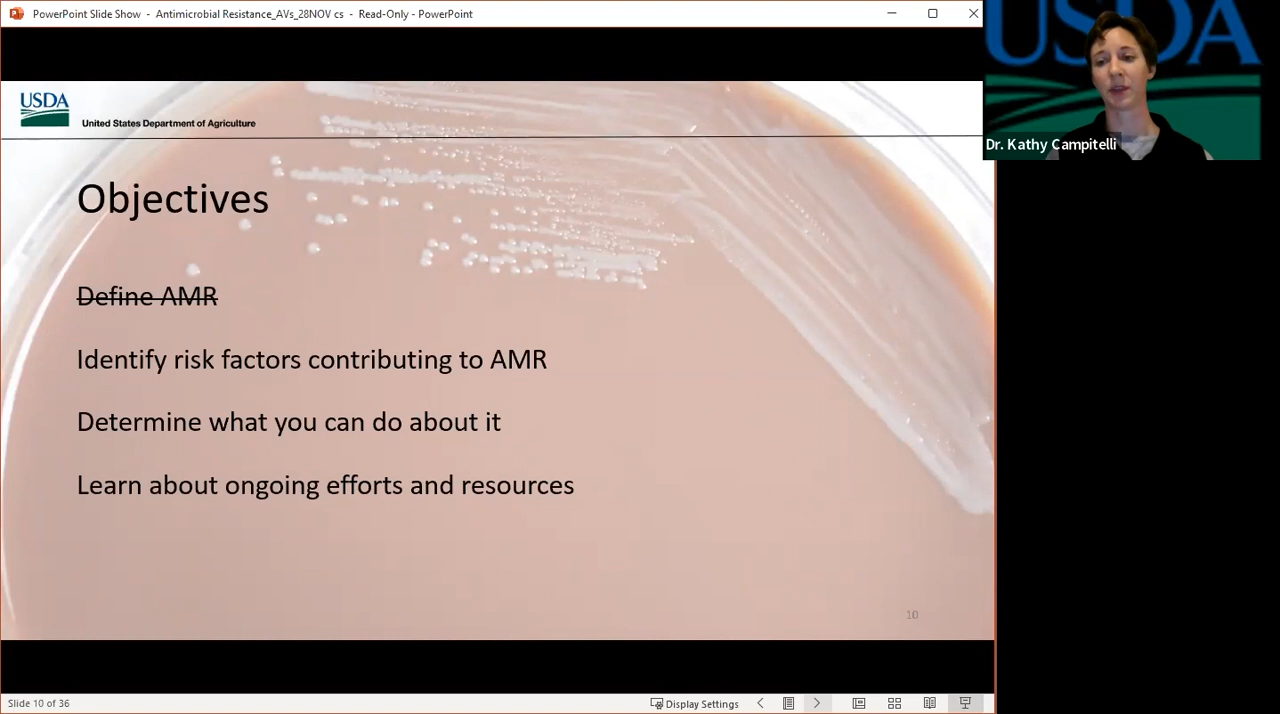 PowerPoint Slide Show - Antimicrobial Resistance_AVs_28NOV cs - Read-Only - PowerPoint
USDA
Dr. Kathy Campitelli
USDA
United States Department of Agriculture
Objectives
Define AMR
Identify risk factors contributing to AMR
Determine what you can do about it
Learn about ongoing efforts and resources
10
Slide 10 of 36
Display Settings